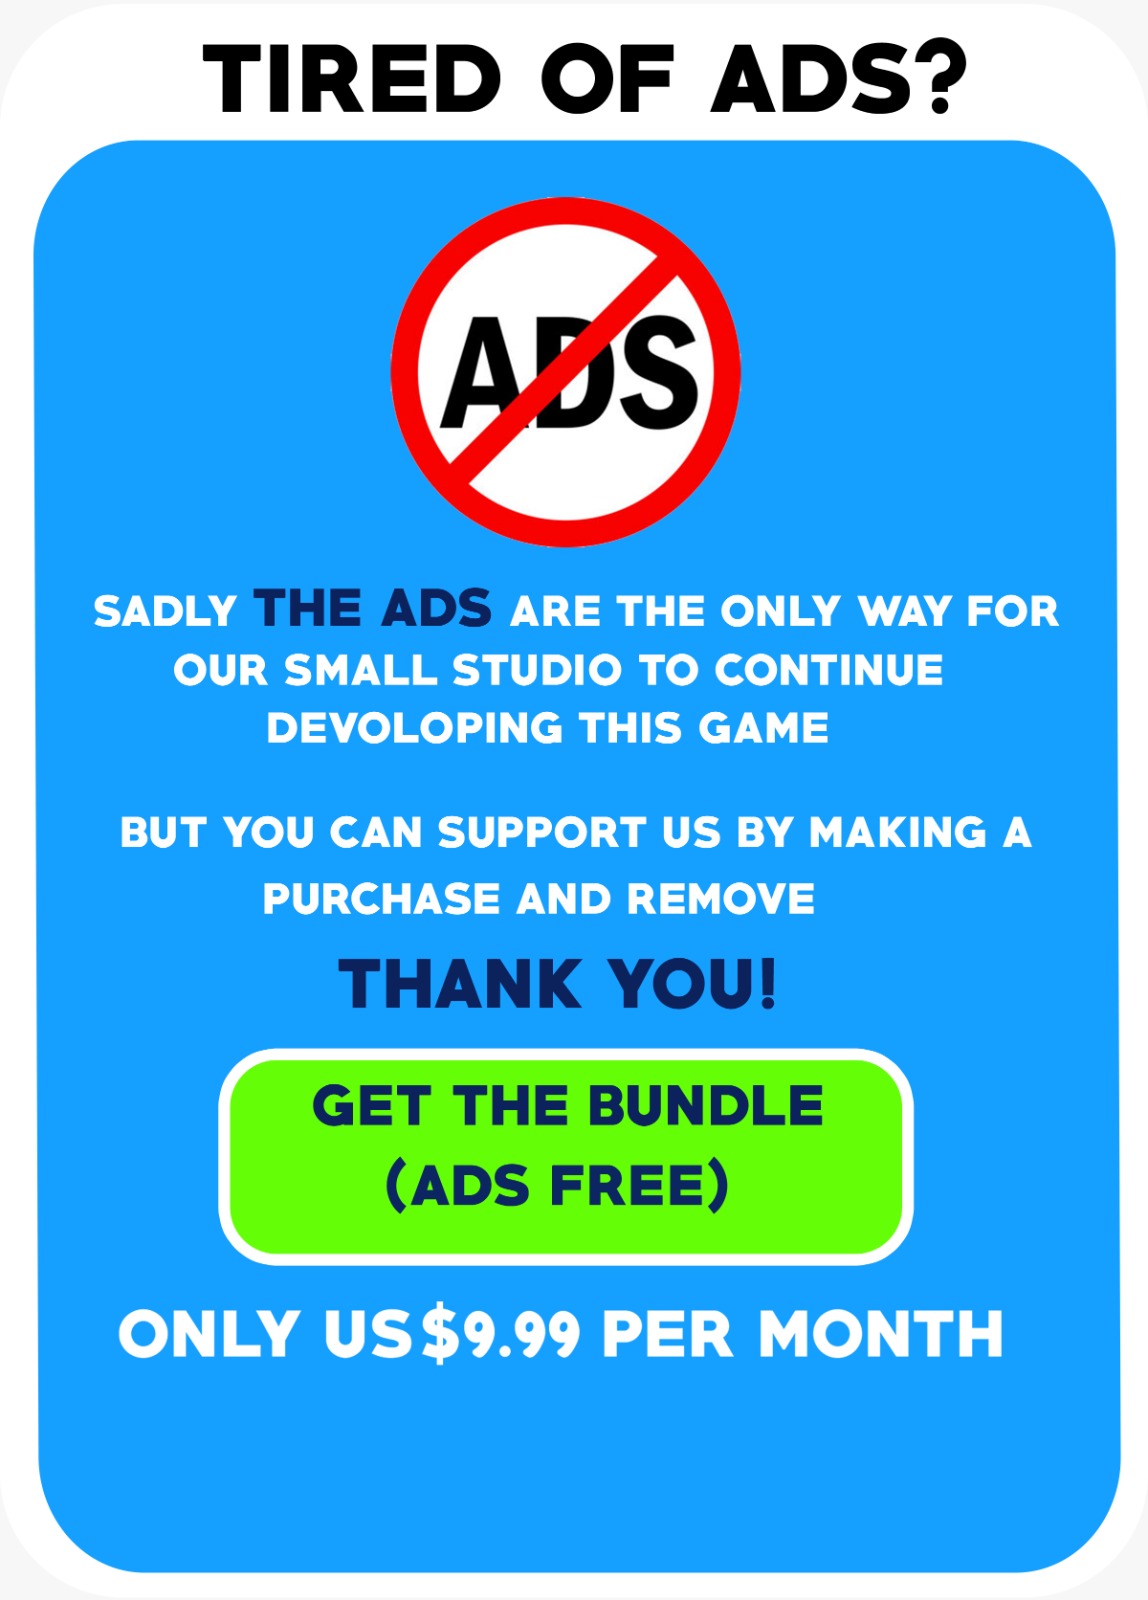 TIRED OF ADS?
ADS
SADLY THE ADS ARE THE ONLY WAY FOR
OUR SMALL STUDIO TO CONTINUE
DEVOLOPING THIS GAME
BUT YOU CAN SUPPORT US BY MAKING A
PURCHASE AND REMOVE
THANK YOU!
GET THE BUNDLE
(ADS FREE)
ONLY US$9.99 PER MONTH